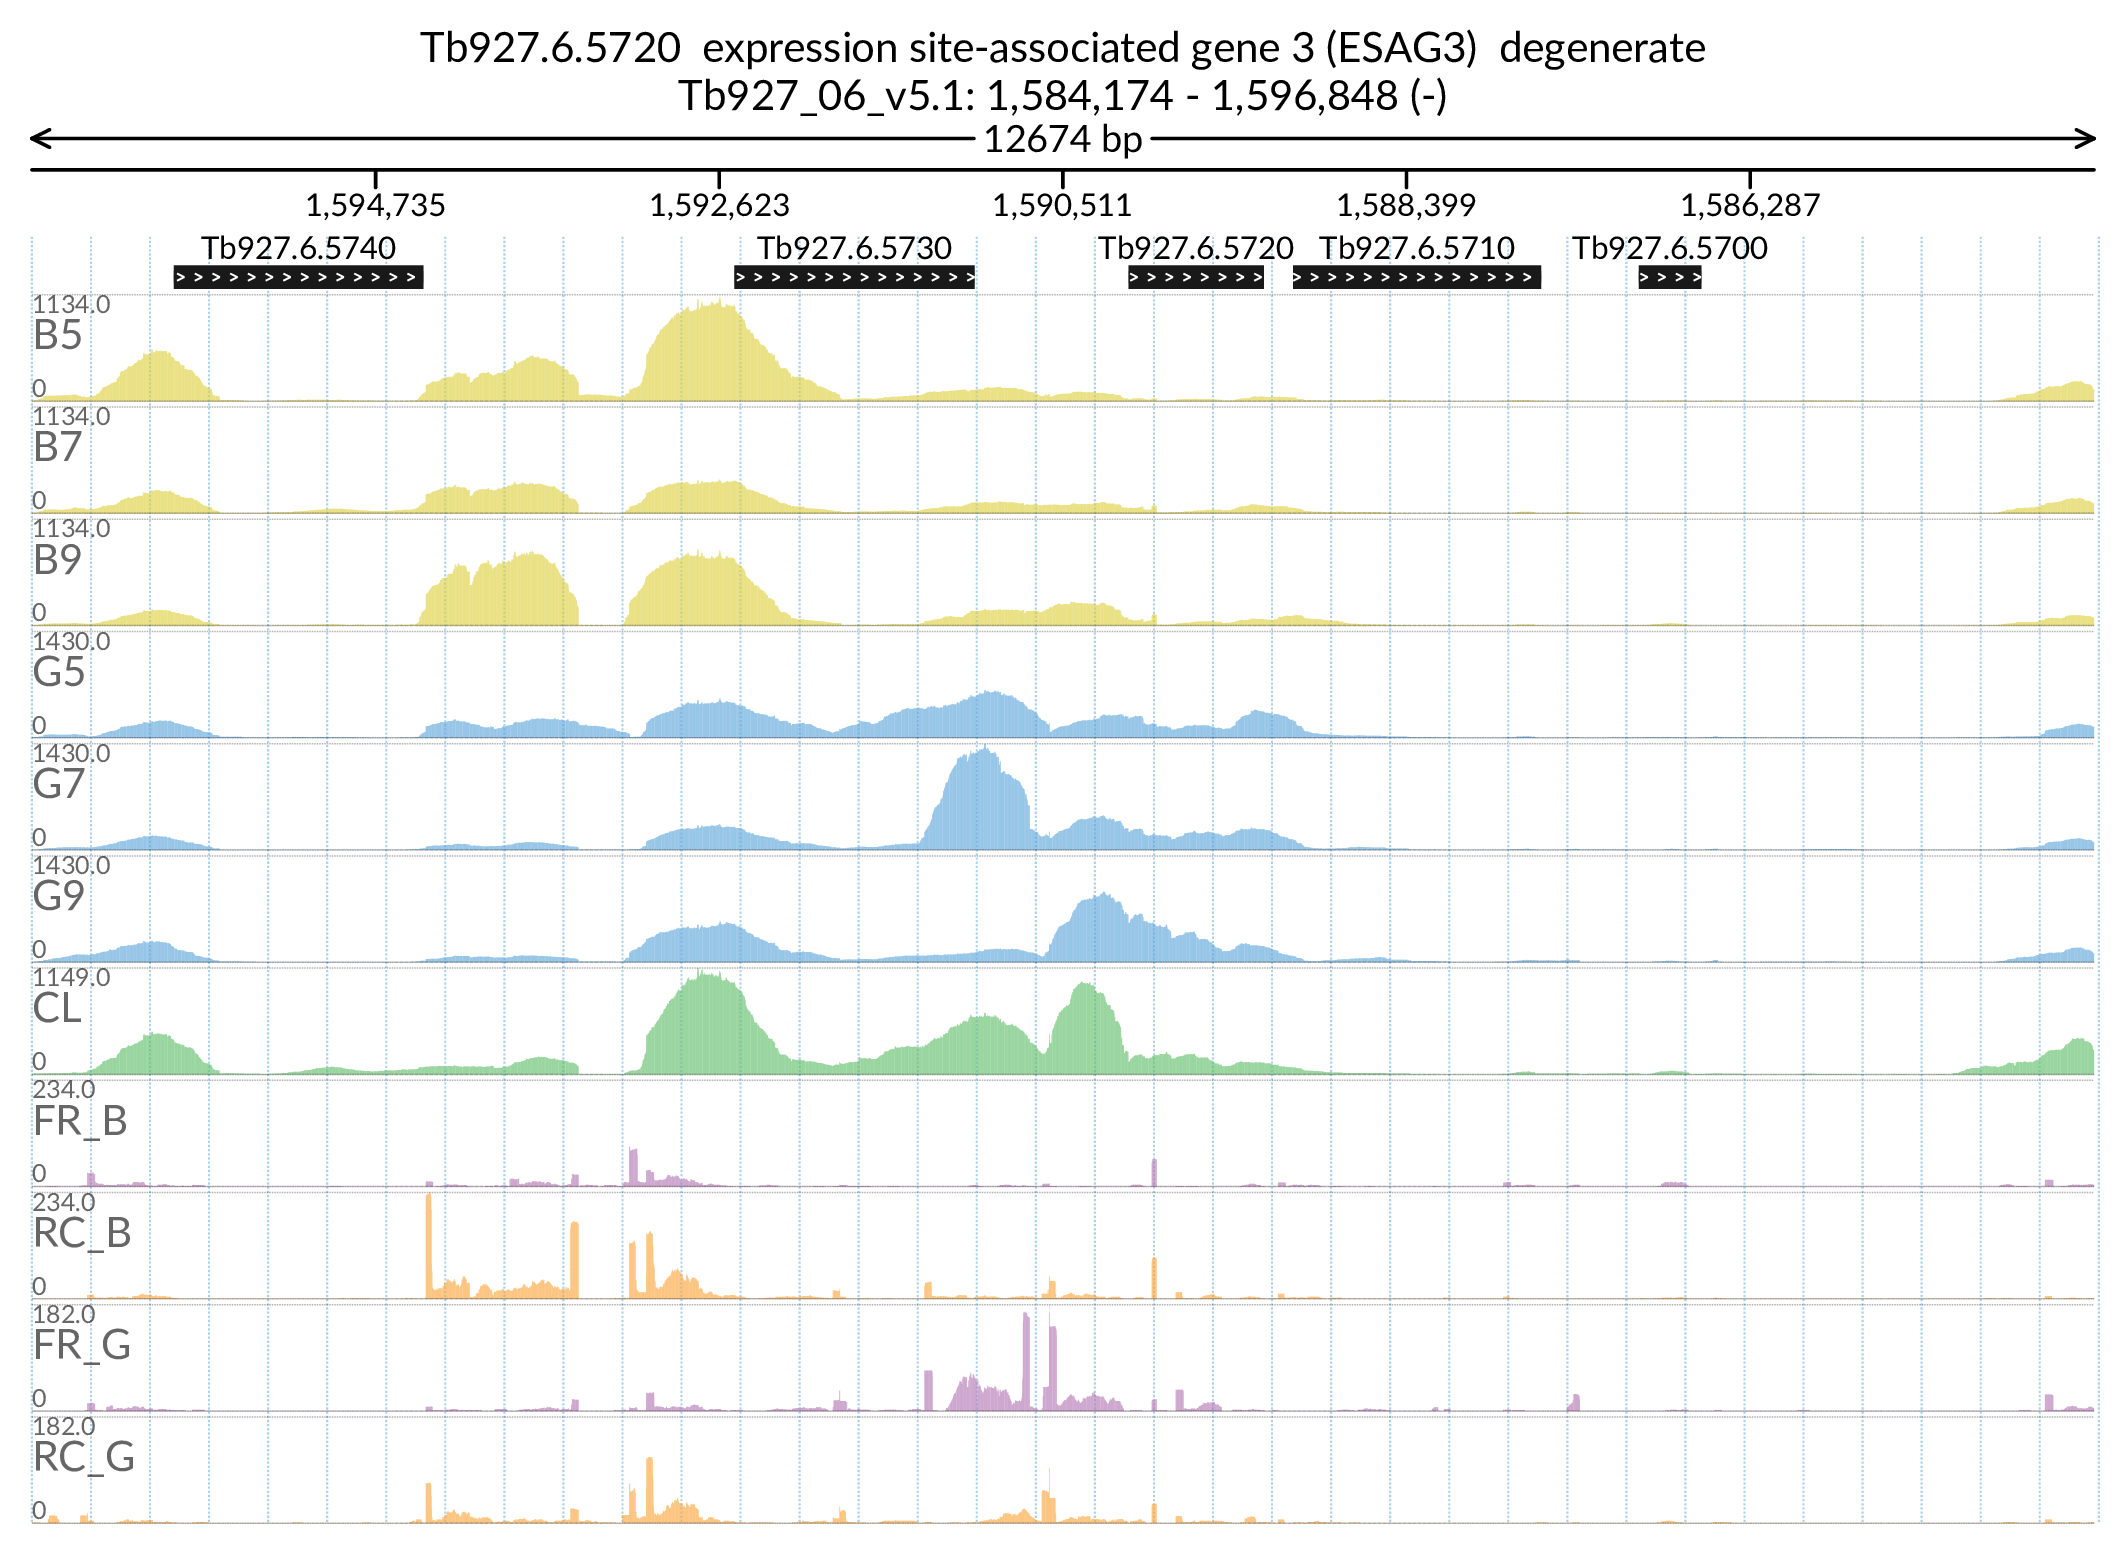 Tb927.6.5720 expression site-associated gene 3 (ESAG3) degenerate
Tb927_06_v5.1: 1,584,174 - 1,596,848 (-)
12674 bp
1,594,735 1,592,623 1,590,511 1,588,399 1,586,287
Tb927.6.5740 Tb927.6.5730 Tb927.6.5720 Tb927.6.5710 Tb927.6.5700
1134.0
B5
0
1134.0
B7
0
1134.0
B9
0
1430.0
G5
0
1430.0
G7
0
1430.0
G9
0
1149.0
CL
0
234.0
FR_B
0
234.0
RC_B
0
182.0
FR_G
0
182.0
RC_G
0